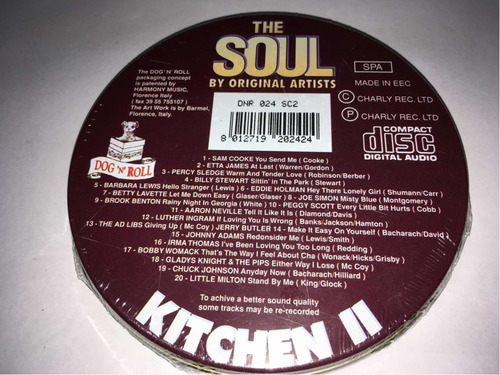 THE
SOUL
BY ORIGINAL ARTISTS
The DOG' N' ROLL
packaging concept
is patented by
HARMONY MUSIC,
Florence Italy
( fax 39 55 755107 )
The Art Work is by Barmel,
Florence, Italy.
DNR 024 SC2
8 012719 202424
SPA
MADE IN EEC
C CHARLY REC. LTD
P CHARLY REC. LTD
COMPACT
disc
DIGITAL AUDIO
DOG 'N' ROLL
1 - SAM COOKE You Send Me ( Cooke )
2 - ETTA JAMES At Last ( Warren/Gordon )
3 - PERCY SLEDGE Warm And Tender Love ( Robinson/Berber )
4 - BILLY STEWART Sittin' In The Park ( Stewart )
5 - BARBARA LEWIS Hello Stranger ( Lewis ) 6 - EDDIE HOLMAN Hey There Lonely Girl ( Shumann/Carr )
7 - BETTY LAVETTE Let Me Down Easy ( Glaser-Glaser ) 8 - JOE SIMON Misty Blue ( Montgomery )
9 - BROOK BENTON Rainy Night In Georgia ( White ) 10 - PEGGY SCOTT Every Little Bit Hurts ( Cobb )
11 - AARON NEVILLE Tell It Like It Is ( Diamond/Davis )
12 - LUTHER INGRAM If Loving You Is Wrong ( Banks/Jackson/Hamton )
13 - THE AD LIBS Giving Up ( Mc Coy ) JERRY BUTLER 14 - Make It Easy On Yourself ( Bacharach/David )
15 - JOHNNY ADAMS Redonsider Me ( Lewis/Smith )
16 - IRMA THOMAS I've Been Loving You Too Long ( Redding )
17 - BOBBY WOMACK That's The Way I Feel About Cha ( Wonack/Hicks/Grisby )
18 - GLADYS KNIGHT & THE PIPS Either Way I Lose ( Mc Coy )
19 - CHUCK JOHNSON Anyday Now ( Bacharach/Hilliard )
20 - LITTLE MILTON Stand By Me ( King/Glock )
To achive a better sound quality
some tracks may be re-recorded
KITCHEN II